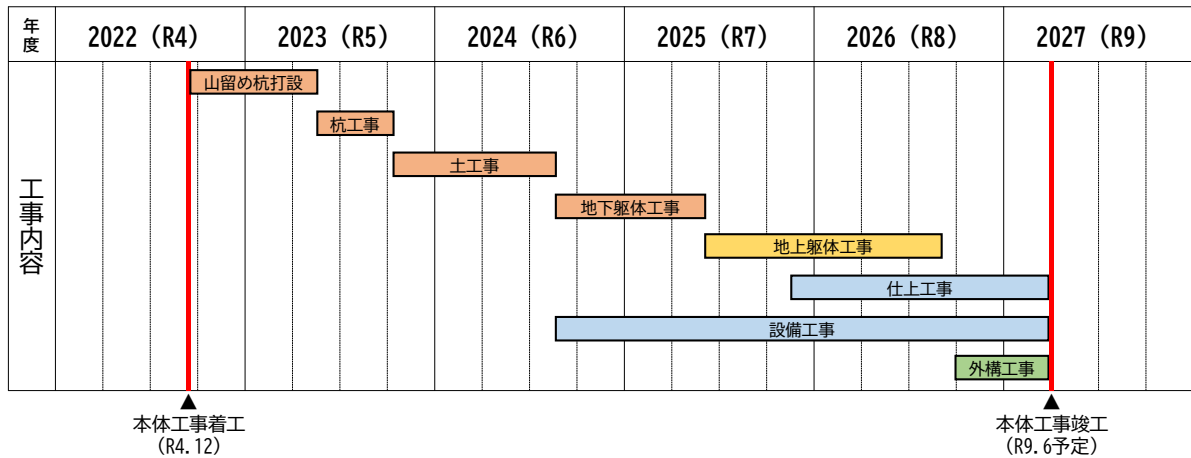 年度
2022 (R4)
2023 (R5)
2024 (R6)
2025 (R7)
2026 (R8)
2027 (R9)
工事内容
山留め杭打設
杭工事
土工事
地下躯体工事
地上躯体工事
仕上工事
設備工事
外構工事
▲
本体工事着工
(R4.12)
▲
本体工事竣工
(R9.6予定)